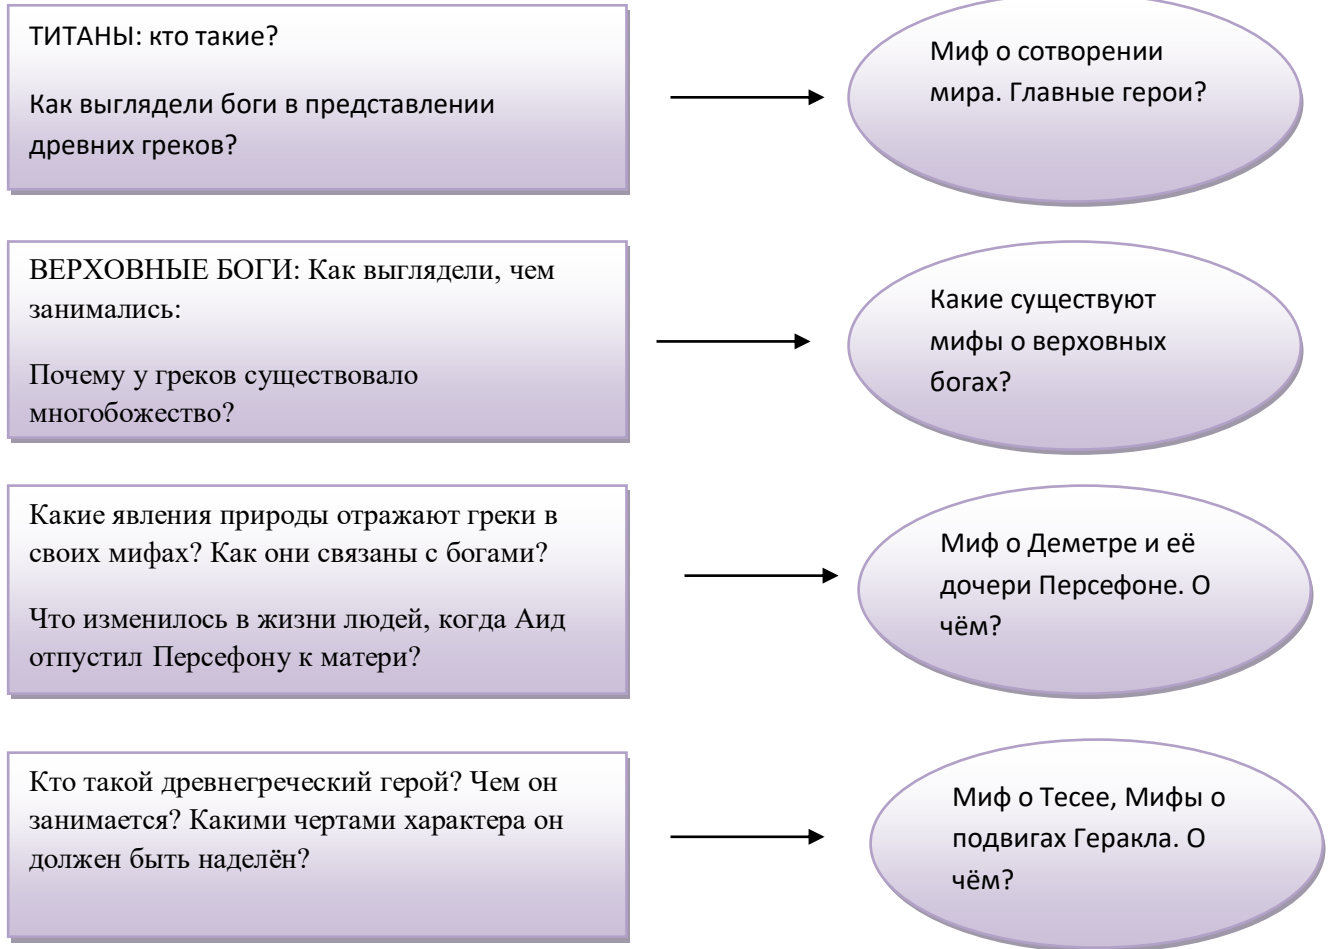 ТИТАНЫ: кто такие?
Как выглядели боги в представлении
древних греков?
Миф о сотворении
мира. Главные герои?
ВЕРХОВНЫЕ БОГИ: Как выглядели, чем
занимались:
Почему у греков существовало
многобожество?
Какие существуют
мифы о верховных
богах?
Какие явления природы отражают греки в
своих мифах? Как они связаны с богами?
Что изменилось в жизни людей, когда Аид
отпустил Персефону к матери?
Миф о Деметре и её
дочери Персефоне. О
чём?
Кто такой древнегреческий герой? Чем он
занимается? Какими чертами характера он
должен быть наделён?
Миф о Тесее, Мифы о
подвигах Геракла. О
чём?